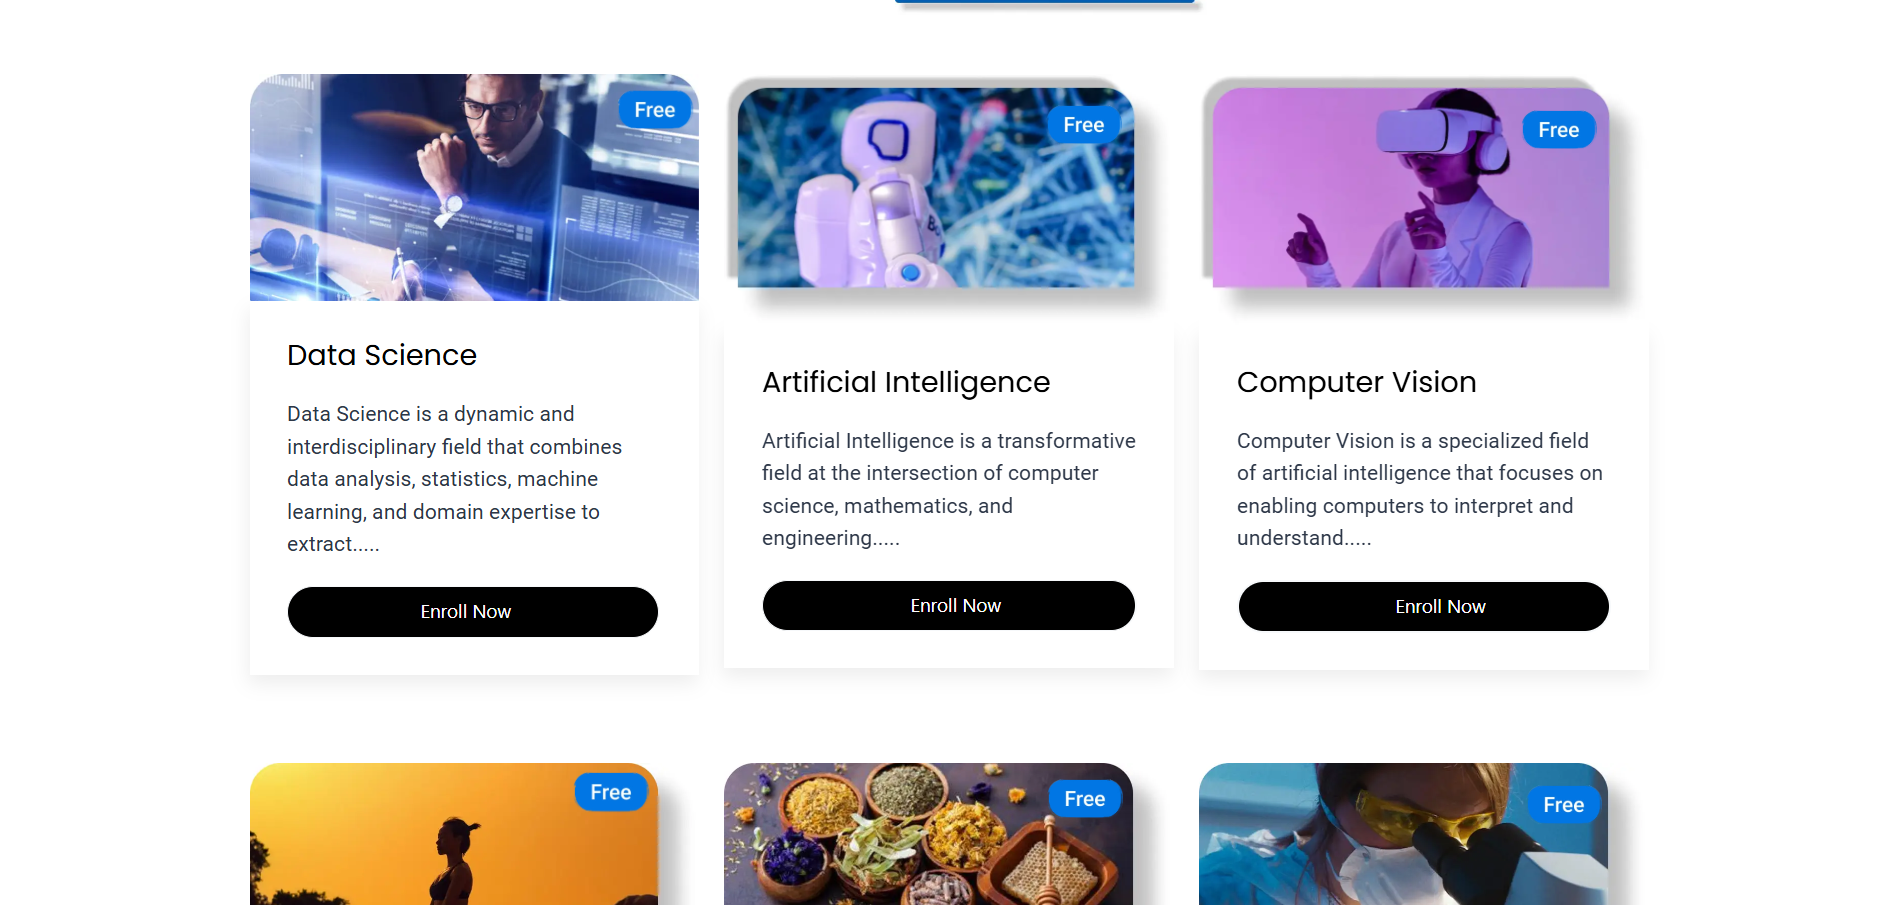 Free
Data Science
Data Science is a dynamic and
interdisciplinary field that combines
data analysis, statistics, machine
learning, and domain expertise to
extract.....
Enroll Now
Free
Artificial Intelligence
Artificial Intelligence is a transformative
field at the intersection of computer
science, mathematics, and
engineering.....
Enroll Now
Free
Computer Vision
Computer Vision is a specialized field
of artificial intelligence that focuses on
enabling computers to interpret and
understand.....
Enroll Now
Free
Free
Free